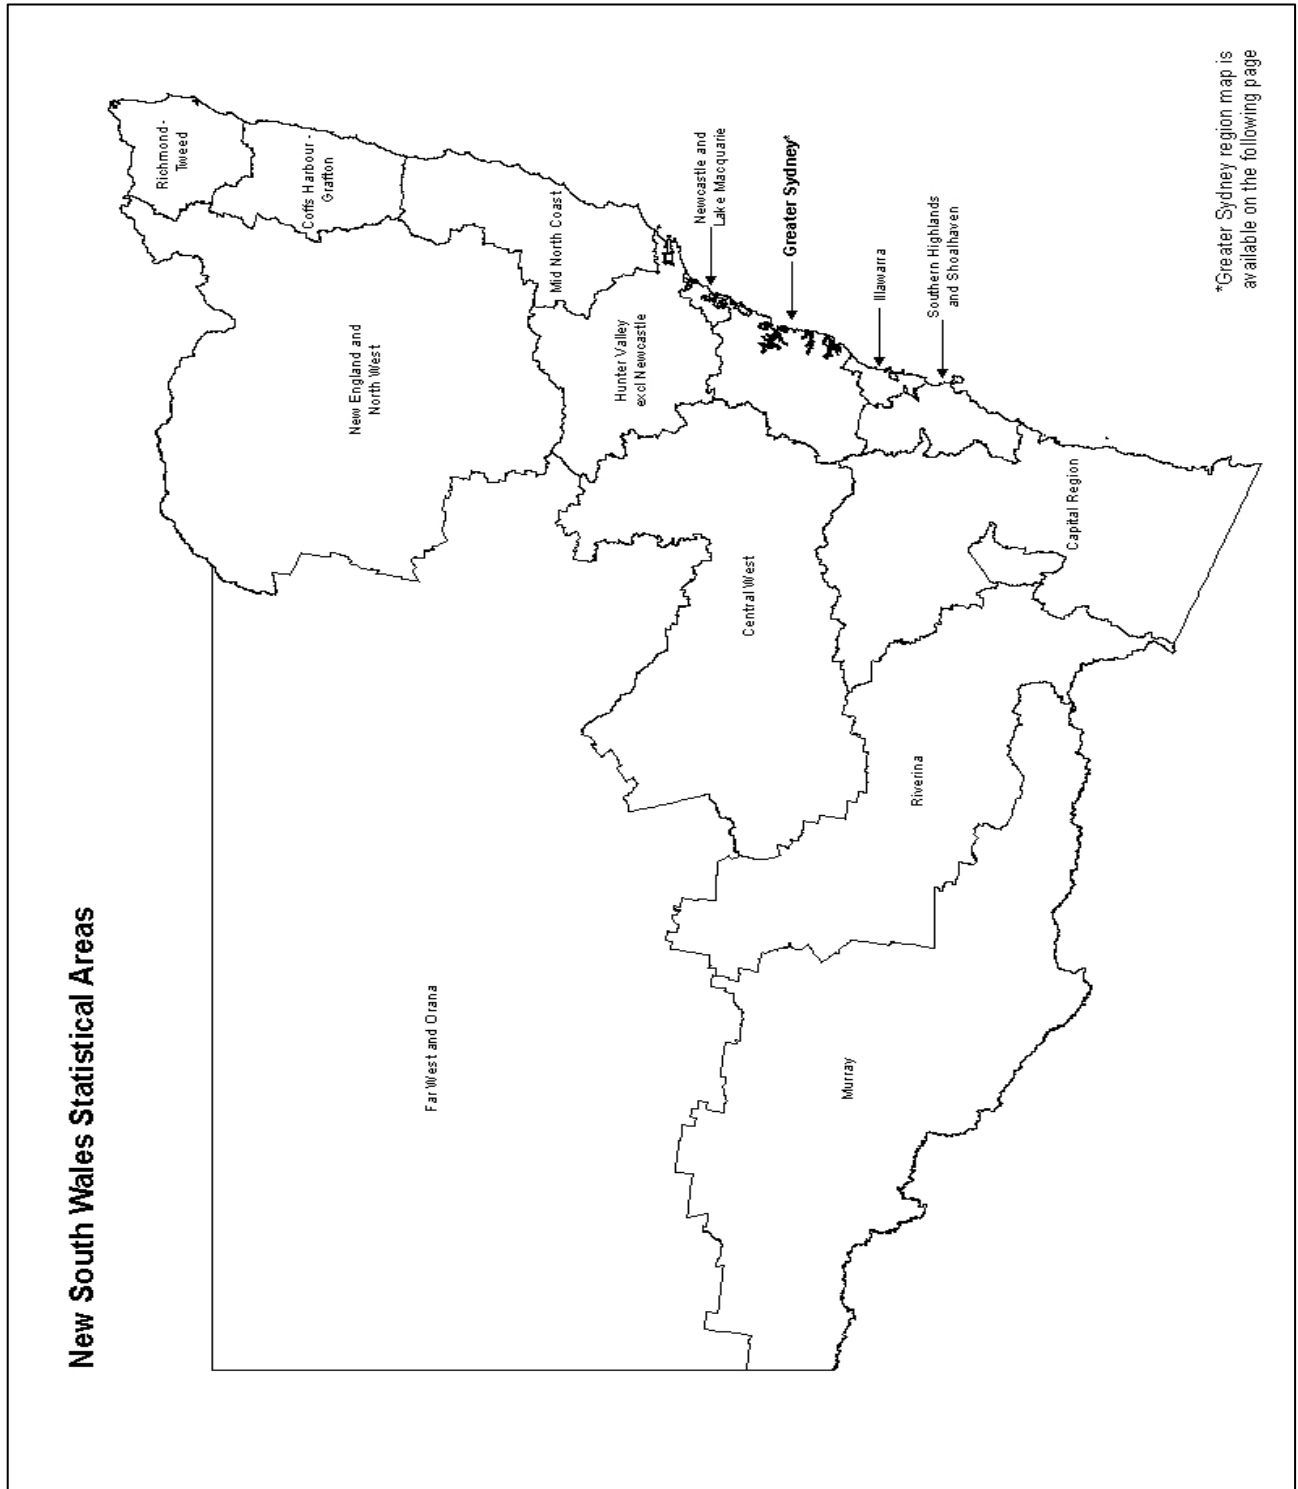 New South Wales Statistical Areas
Richmond-
Tweed
Coffs Harbour -
Grafton
New England and
North West
Mid North Coast
Hunter Valley
excl Newcastle
Newcastle and
Lake Macquarie
Greater Sydney*
Illawarra
Southern Highlands
and Shoalhaven
Far West and Orana
Central West
Capital Region
Riverina
Murray
*Greater Sydney region map is
available on the following page